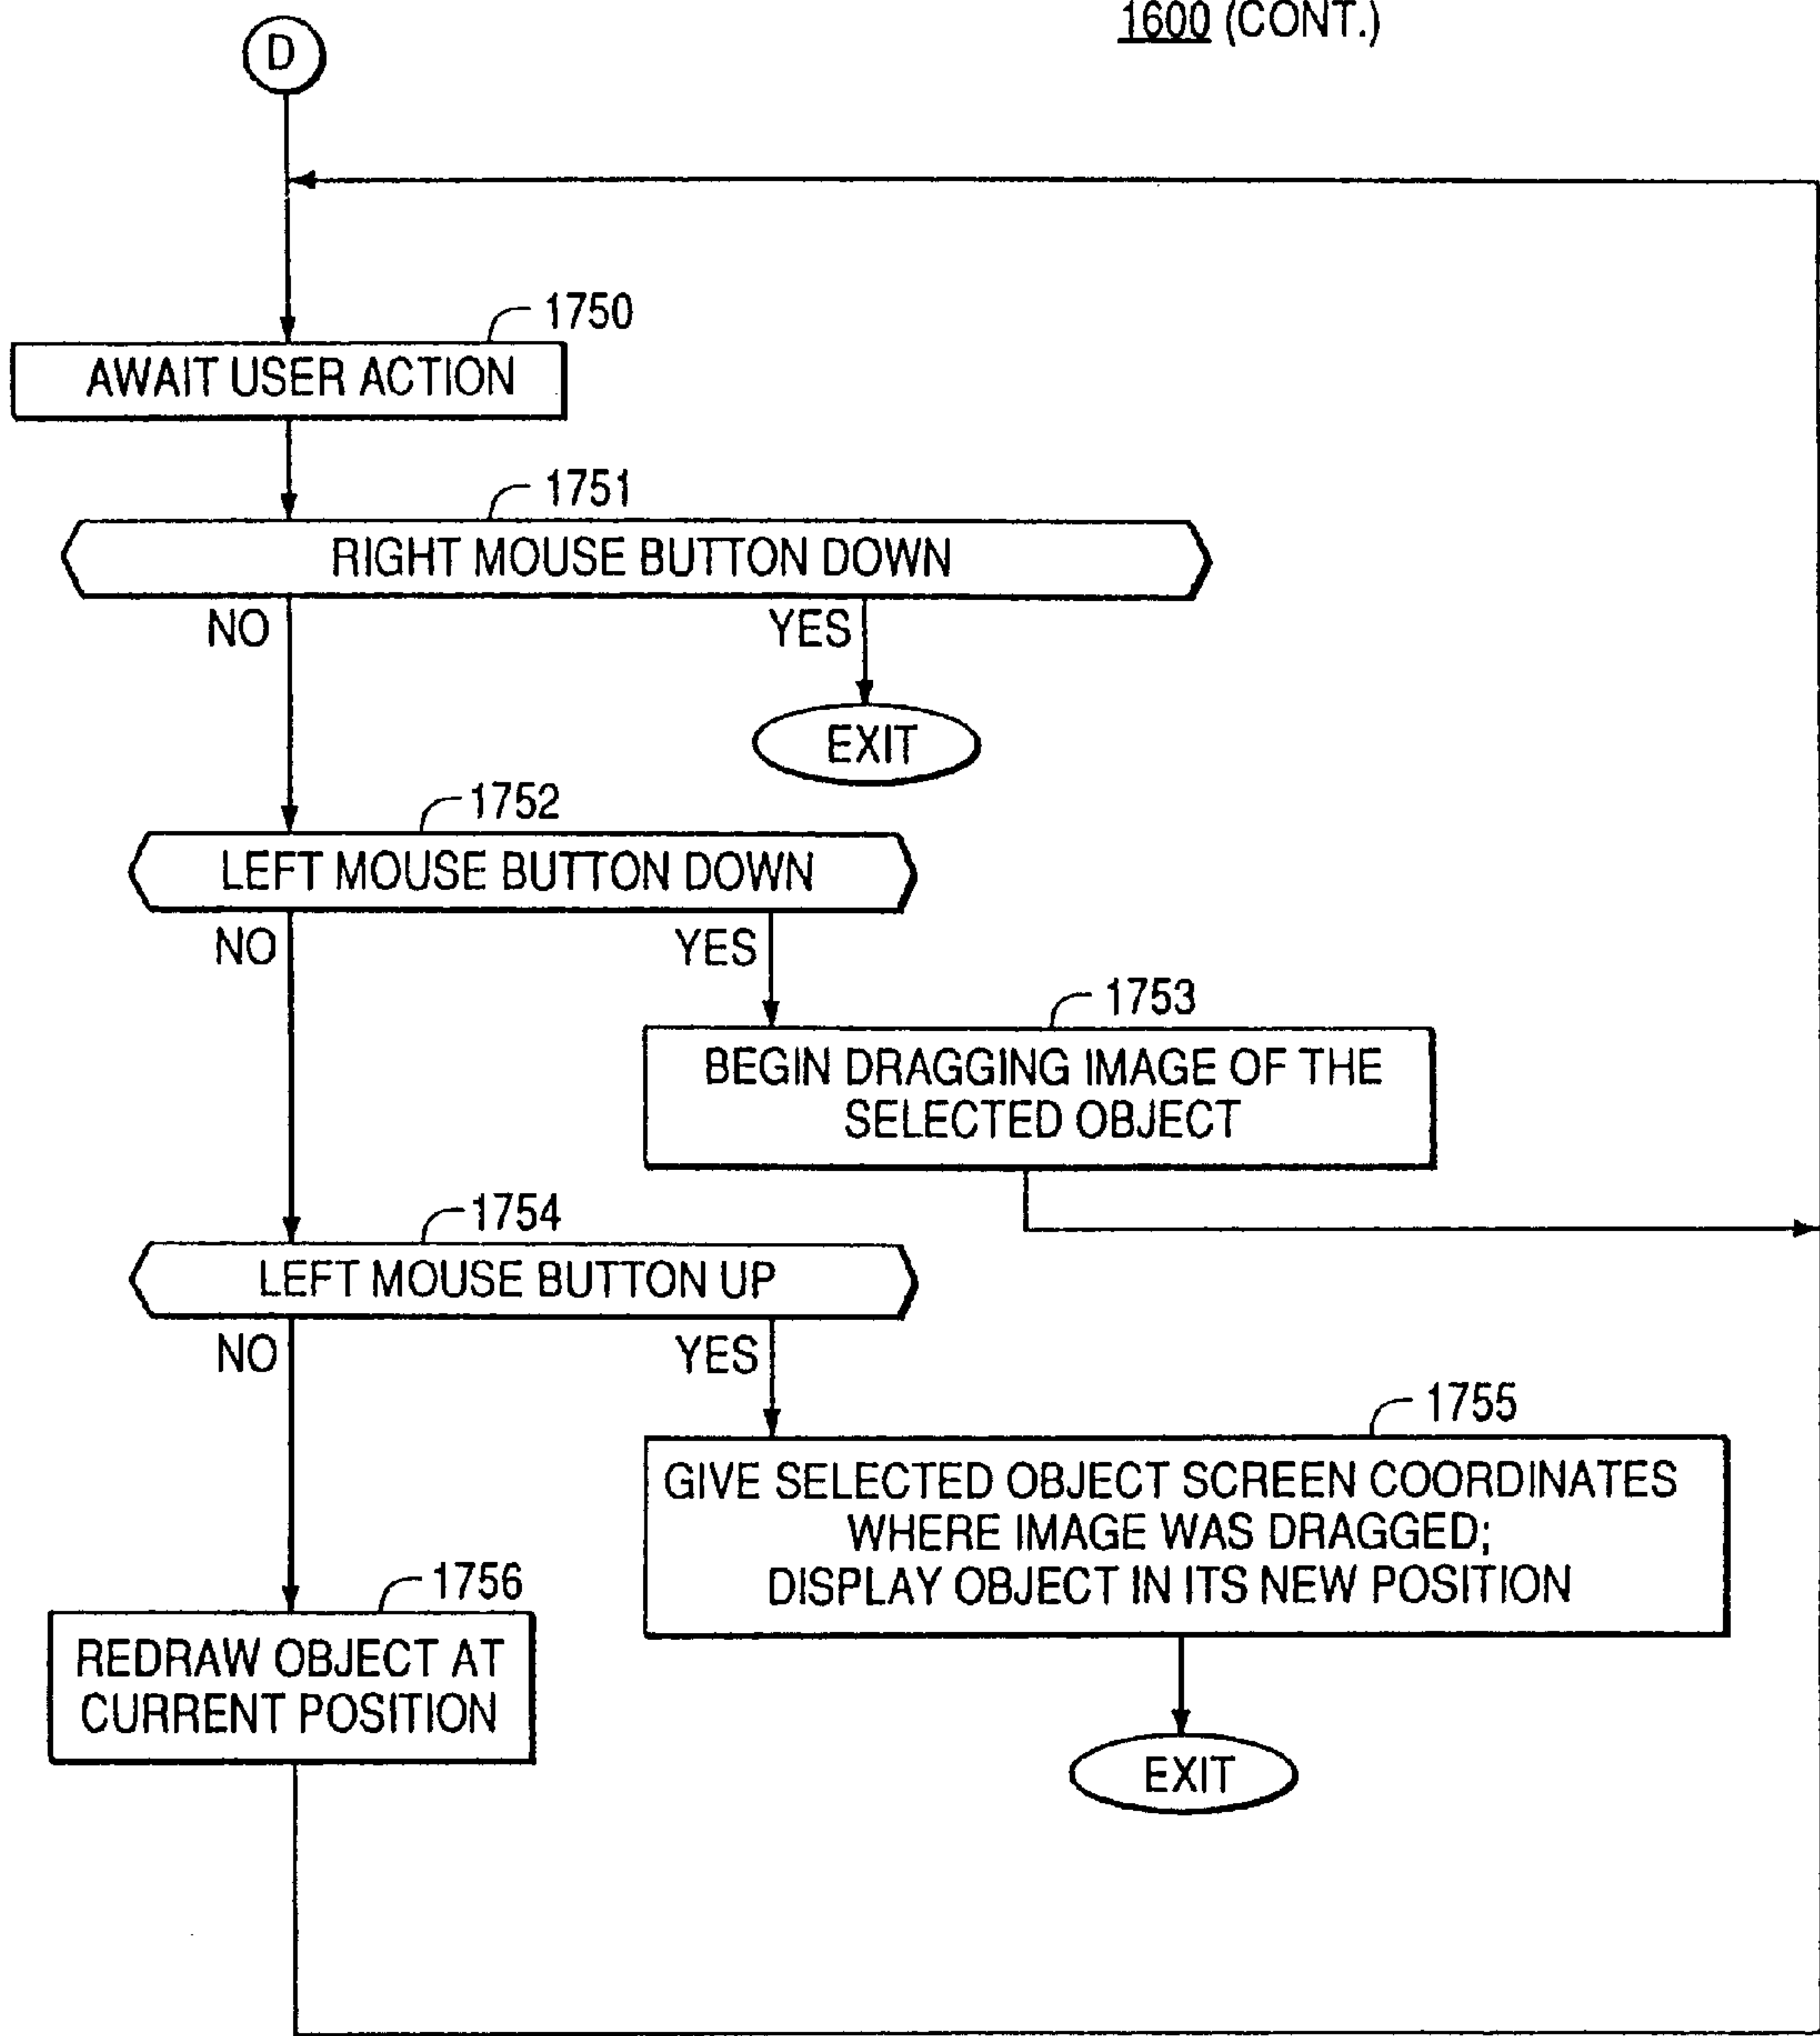 1600 (CONT.)
D
1750
AWAIT USER ACTION
1751
RIGHT MOUSE BUTTON DOWN
NO
YES
EXIT
1752
LEFT MOUSE BUTTON DOWN
NO
YES
1753
BEGIN DRAGGING IMAGE OF THE
SELECTED OBJECT
1754
LEFT MOUSE BUTTON UP
NO
YES
1755
GIVE SELECTED OBJECT SCREEN COORDINATES
WHERE IMAGE WAS DRAGGED;
DISPLAY OBJECT IN ITS NEW POSITION
1756
REDRAW OBJECT AT
CURRENT POSITION
EXIT